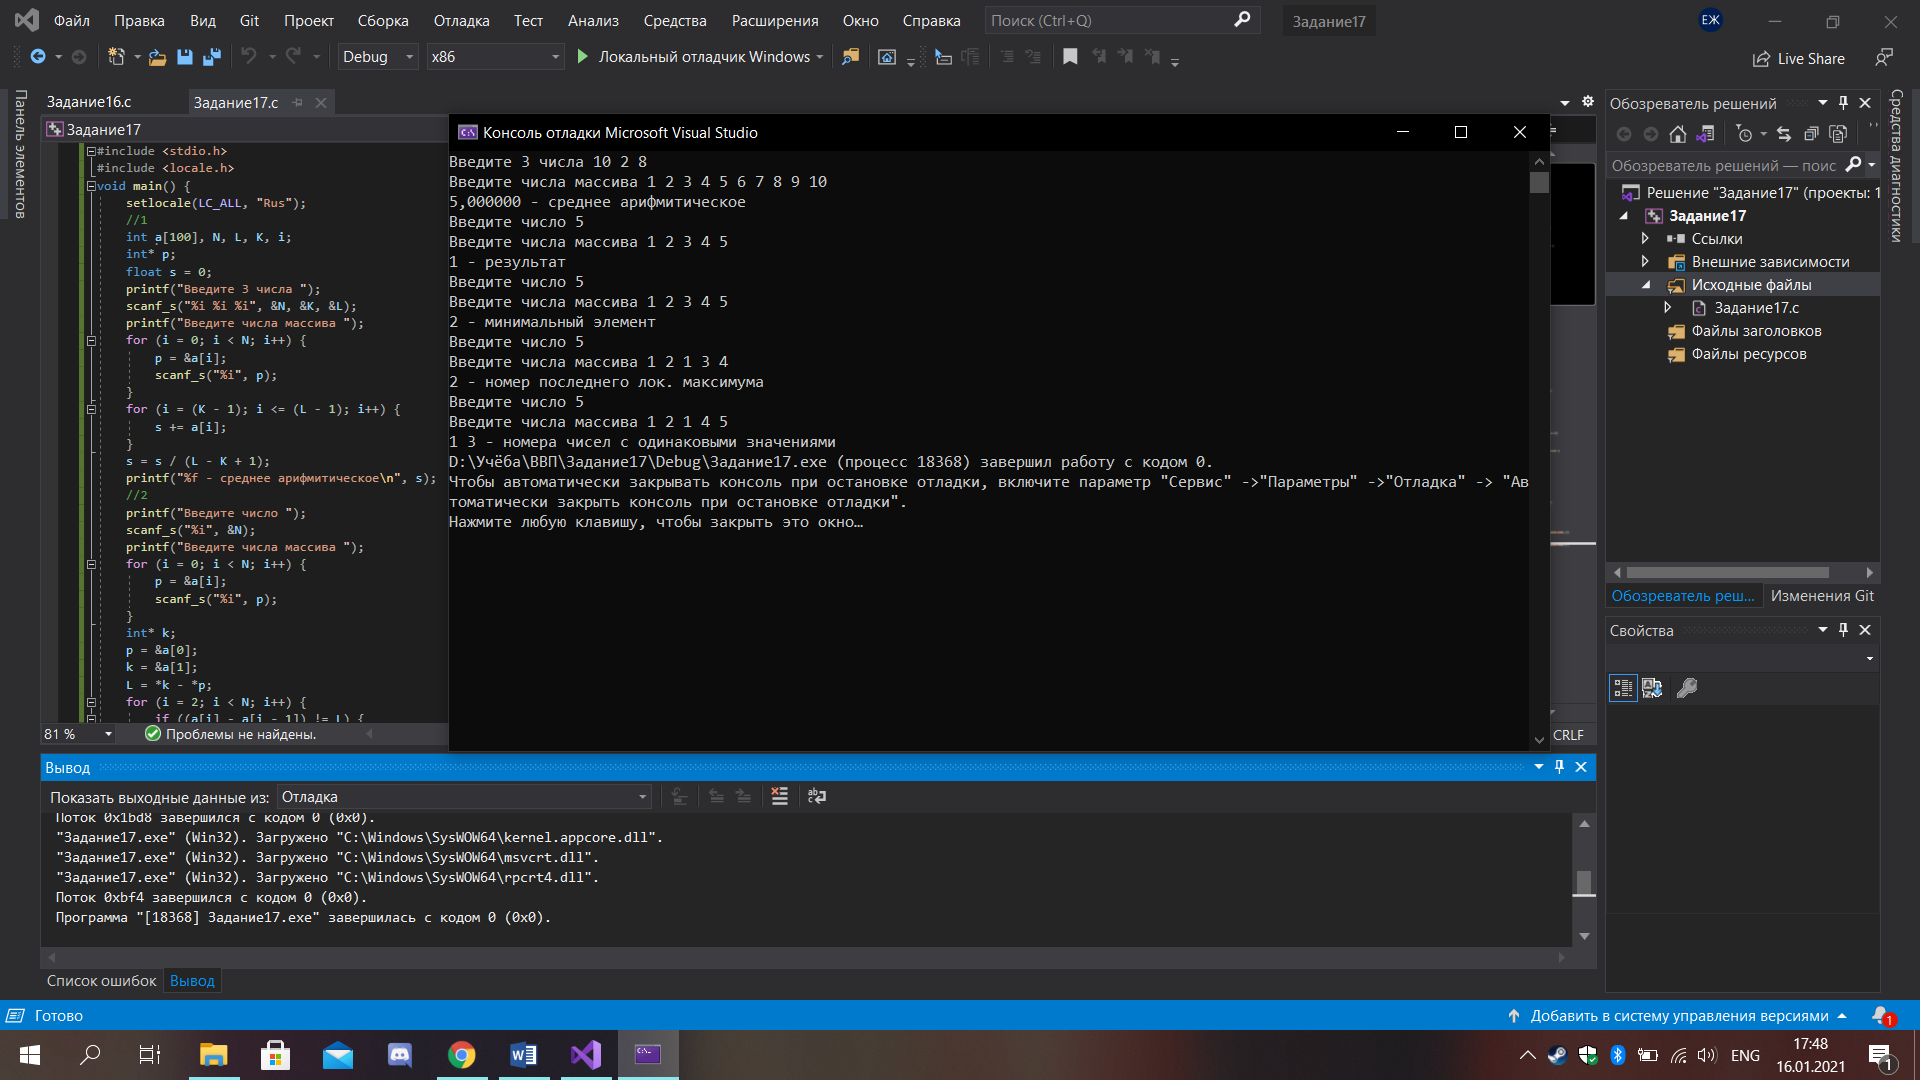 Файл Правка Вид Git Проект Сборка Отладка Тест Анализ Средства Расширения Окно Справка Поиск (Ctrl+Q) Задание17 ЕЖ
Debug x86 Локальный отладчик Windows Live Share
Панель элементов
Задание16.c Задание17.c
Задание17
#include <stdio.h>
#include <locale.h>
void main() {
setlocale(LC_ALL, "Rus");
//1
int a[100], N, L, K, i;
int* p;
float s = 0;
printf("Введите 3 числа ");
scanf_s("%i %i %i", &N, &K, &L);
printf("Введите числа массива ");
for (i = 0; i < N; i++) {
p = &a[i];
scanf_s("%i", p);
}
for (i = (K - 1); i <= (L - 1); i++) {
s += a[i];
}
s = s / (L - K + 1);
printf("%f - среднее арифмитическое\n", s);
//2
printf("Введите число ");
scanf_s("%i", &N);
printf("Введите числа массива ");
for (i = 0; i < N; i++) {
p = &a[i];
scanf_s("%i", p);
}
int* k;
p = &a[0];
k = &a[1];
L = *k - *p;
for (i = 2; i < N; i++) {
if ((a[i] - a[i - 1]) != L) {
81 % Проблемы не найдены.
CRLF
Консоль отладки Microsoft Visual Studio
Введите 3 числа 10 2 8
Введите числа массива 1 2 3 4 5 6 7 8 9 10
5,000000 - среднее арифмитическое
Введите число 5
Введите числа массива 1 2 3 4 5
1 - результат
Введите число 5
Введите числа массива 1 2 3 4 5
2 - минимальный элемент
Введите число 5
Введите числа массива 1 2 1 3 4
2 - номер последнего лок. максимума
Введите число 5
Введите числа массива 1 2 1 4 5
1 3 - номера чисел с одинаковыми значениями
D:\Учёба\ВВП\Задание17\Debug\Задание17.exe (процесс 18368) завершил работу с кодом 0.
Чтобы автоматически закрывать консоль при остановке отладки, включите параметр "Сервис" ->"Параметры" ->"Отладка" -> "Ав
томатически закрыть консоль при остановке отладки".
Нажмите любую клавишу, чтобы закрыть это окно…
Обозреватель решений
Обозреватель решений — поис
Решение "Задание17" (проекты: 1
Задание17
Ссылки
Внешние зависимости
Исходные файлы
Задание17.c
Файлы заголовков
Файлы ресурсов
Обозреватель реш... Изменения Git
Свойства
Средства диагностики
Вывод
Показать выходные данные из: Отладка
Поток 0x1bd8 завершился с кодом 0 (0x0).
"Задание17.exe" (Win32). Загружено "C:\Windows\SysWOW64\kernel.appcore.dll".
"Задание17.exe" (Win32). Загружено "C:\Windows\SysWOW64\msvcrt.dll".
"Задание17.exe" (Win32). Загружено "C:\Windows\SysWOW64\rpcrt4.dll".
Поток 0xbf4 завершился с кодом 0 (0x0).
Программа "[18368] Задание17.exe" завершилась с кодом 0 (0x0).
Список ошибок Вывод
Готово Добавить в систему управления версиями 1
ENG 17:48
16.01.2021 1